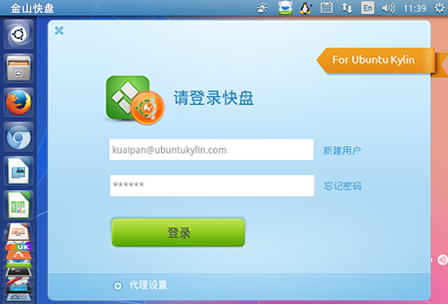 金山快盘
En
11:39
For Ubuntu Kylin
请登录快盘
kuaipan@ubuntukylin.com
新建用户
******
忘记密码
登录
UK
代理设置